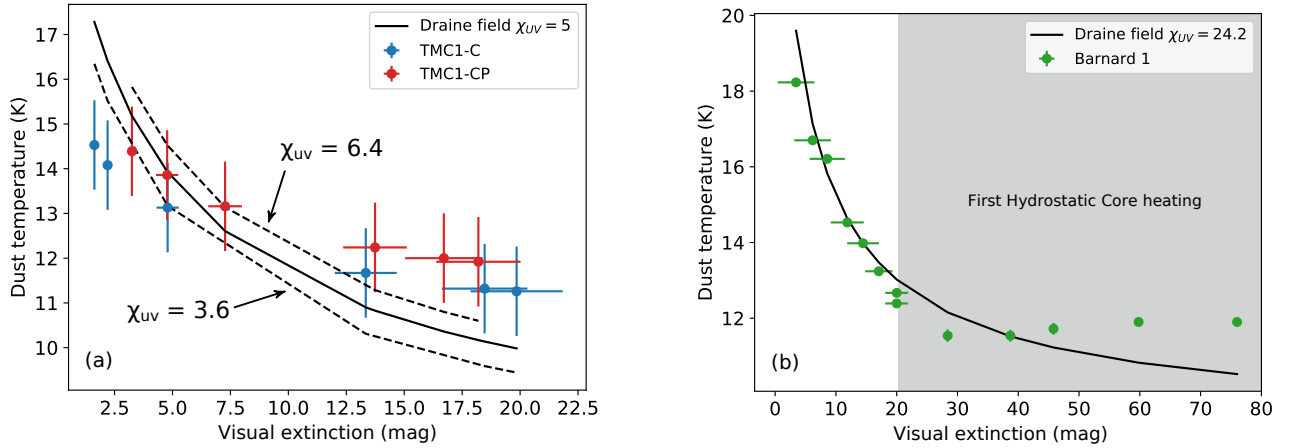 Draine field χUV = 5
TMC1-C
TMC1-CP
χuv = 6.4
χuv = 3.6
(a)
17
16
15
14
13
12
11
10
Dust temperature (K)
2.5 5.0 7.5 10.0 12.5 15.0 17.5 20.0 22.5
Visual extinction (mag)
Draine field χUV = 24.2
Barnard 1
First Hydrostatic Core heating
(b)
20
18
16
14
12
10
Dust temperature (K)
0 10 20 30 40 50 60 70 80
Visual extinction (mag)